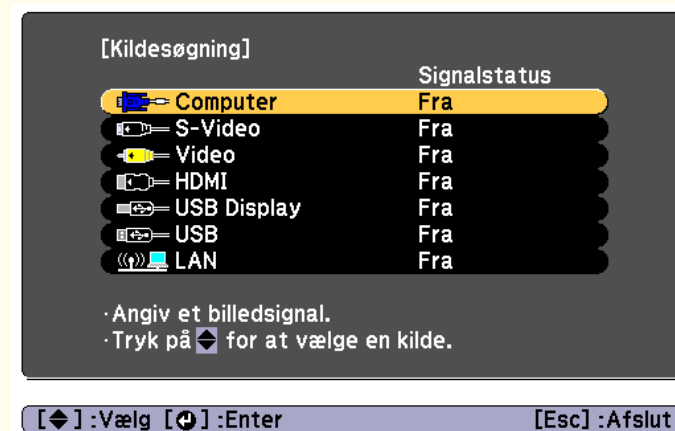 [Kildesøgning]
Signalstatus
Computer Fra
S-Video Fra
Video Fra
HDMI Fra
USB Display Fra
USB Fra
LAN Fra
·Angiv et billedsignal.
·Tryk på for at vælge en kilde.
[◆] :Vælg [⏎] :Enter [Esc] :Afslut